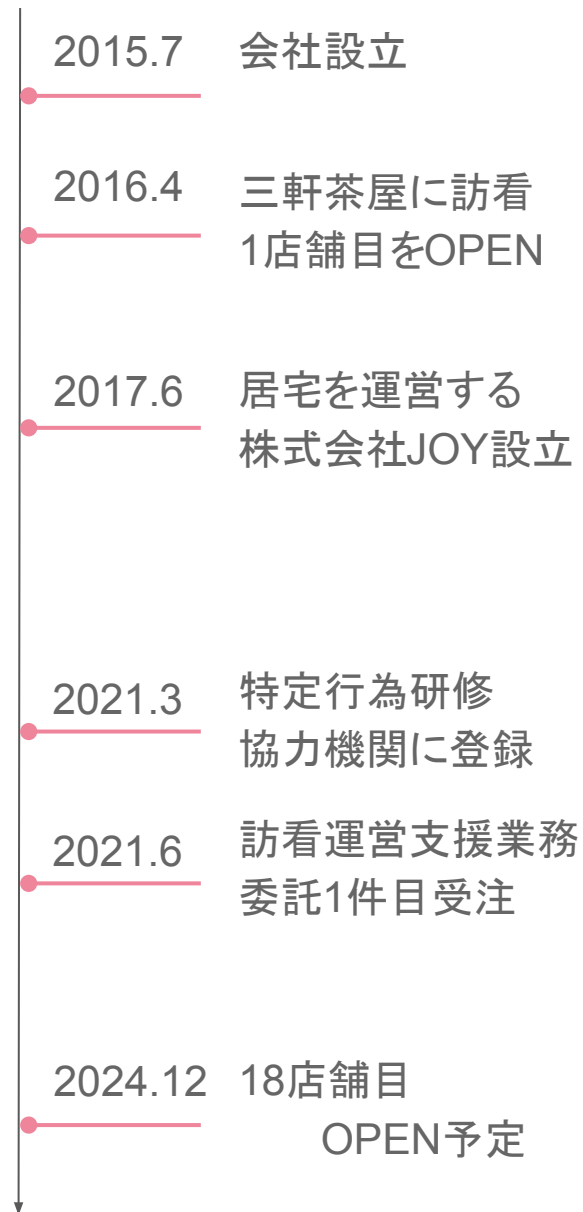 2015.7 会社設立
2016.4 三軒茶屋に訪看
1店舗目をOPEN
2017.6 居宅を運営する
株式会社JOY設立
2021.3 特定行為研修
協力機関に登録
2021.6 訪看運営支援業務
委託1件目受注
2024.12 18店舗目
OPEN予定